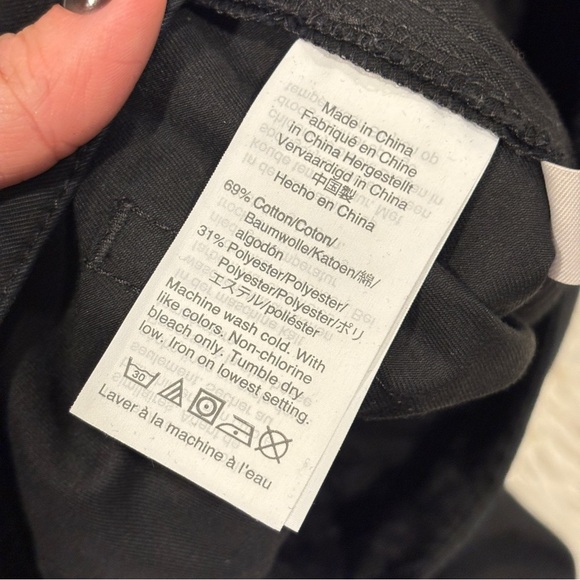 Made in China
Fabriqué en Chine
in China Hergestellt
Vervaardigd in China
中国製
Hecho en China
69% Cotton/Coton/
Baumwolle/Katoen/綿/
algodón
31% Polyester/Polyester/
Polyester/Polyester/ポリ
エステル/poliéster
Machine wash cold. With
like colors. Non-chlorine
bleach only. Tumble dry
low. Iron on lowest setting.
30
Laver à la machine à l'eau